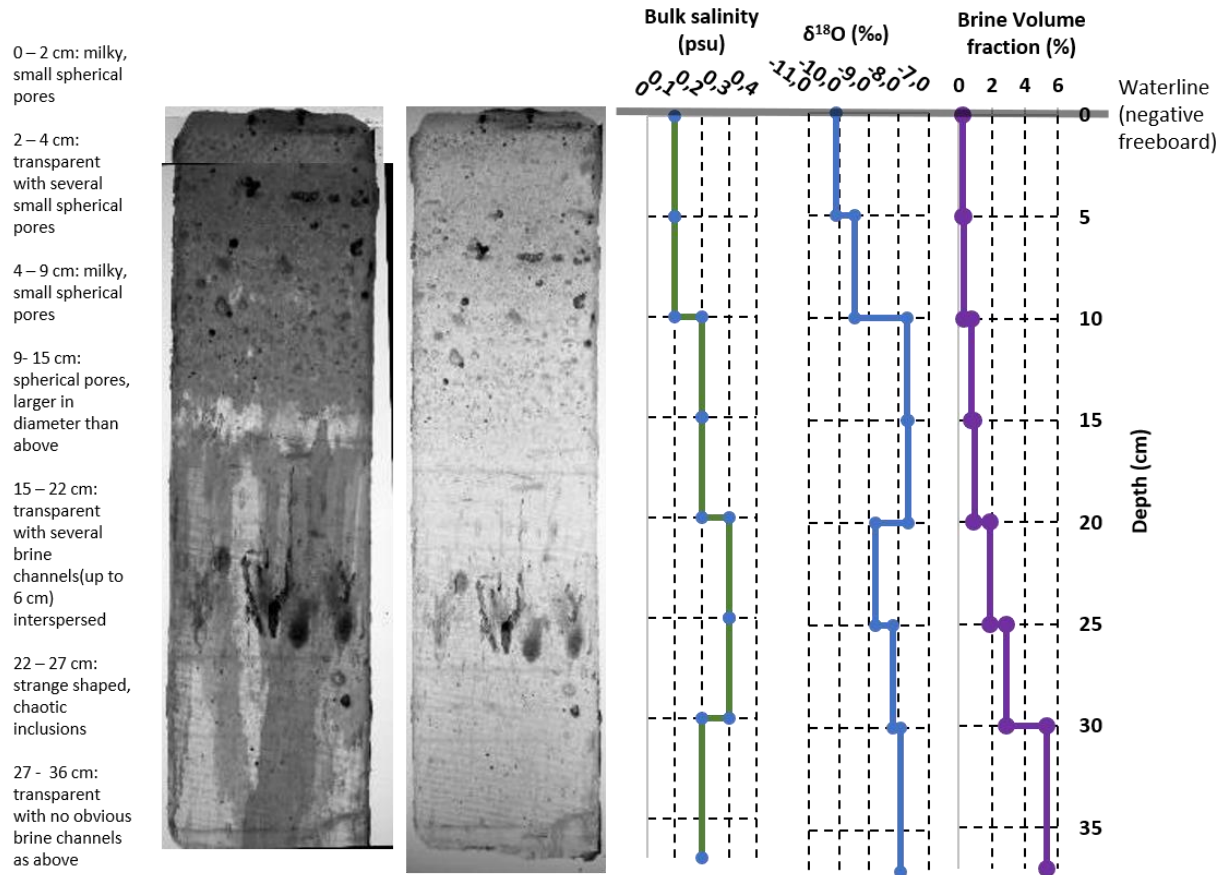 0 – 2 cm: milky,
small spherical
pores
2 – 4 cm:
transparent
with several
small spherical
pores
4 – 9 cm: milky,
small spherical
pores
9- 15 cm:
spherical pores,
larger in
diameter than
above
15 – 22 cm:
transparent
with several
brine
channels(up to
6 cm)
interspersed
22 – 27 cm:
strange shaped,
chaotic
inclusions
27 - 36 cm:
transparent
with no obvious
brine channels
as above
Bulk salinity
(psu)
0,0 0,1 0,2 0,3 0,4
δ¹⁸O (‰)
-11,0 -10,0 -9,0 -8,0 -7,0
Brine Volume
fraction (%)
0 2 4 6
Waterline
(negative
freeboard)
0
5
10
15
20
25
30
35
Depth (cm)